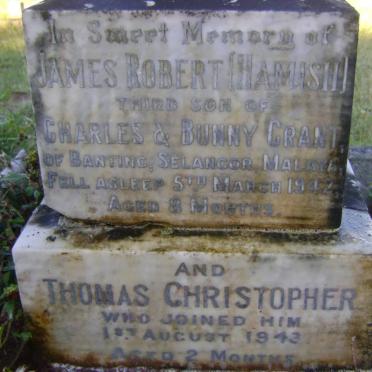 In Sweet Memory of
JAMES ROBERT (HAMISH)
THIRD SON OF
CHARLES & BUNNY GRANT
OF BANTING, SELANGOR MALAYA
FELL ASLEEP 5TH MARCH 1942
AGED 8 MONTHS
AND
THOMAS CHRISTOPHER
WHO JOINED HIM
1ST AUGUST 1943
AGED 2 MONTHS